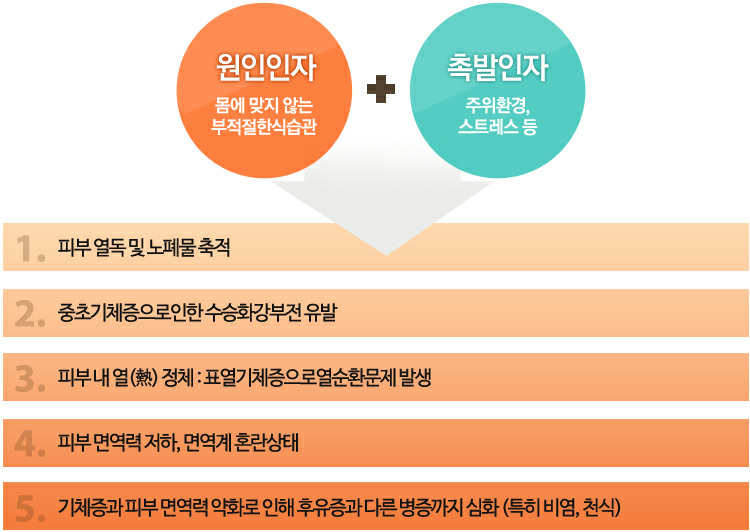 원인인자
몸에 맞지 않는
부적절한식습관
촉발인자
주위환경,
스트레스 등
1. 피부 열독 및 노폐물 축적
2. 중초기체증으로인한 수승화강부전 유발
3. 피부 내 열(熱) 정체 : 표열기체증으로열순환문제 발생
4. 피부 면역력 저하, 면역계 혼란상태
5. 기체증과 피부 면역력 악화로 인해 후유증과 다른 병증까지 심화 (특히 비염, 천식)